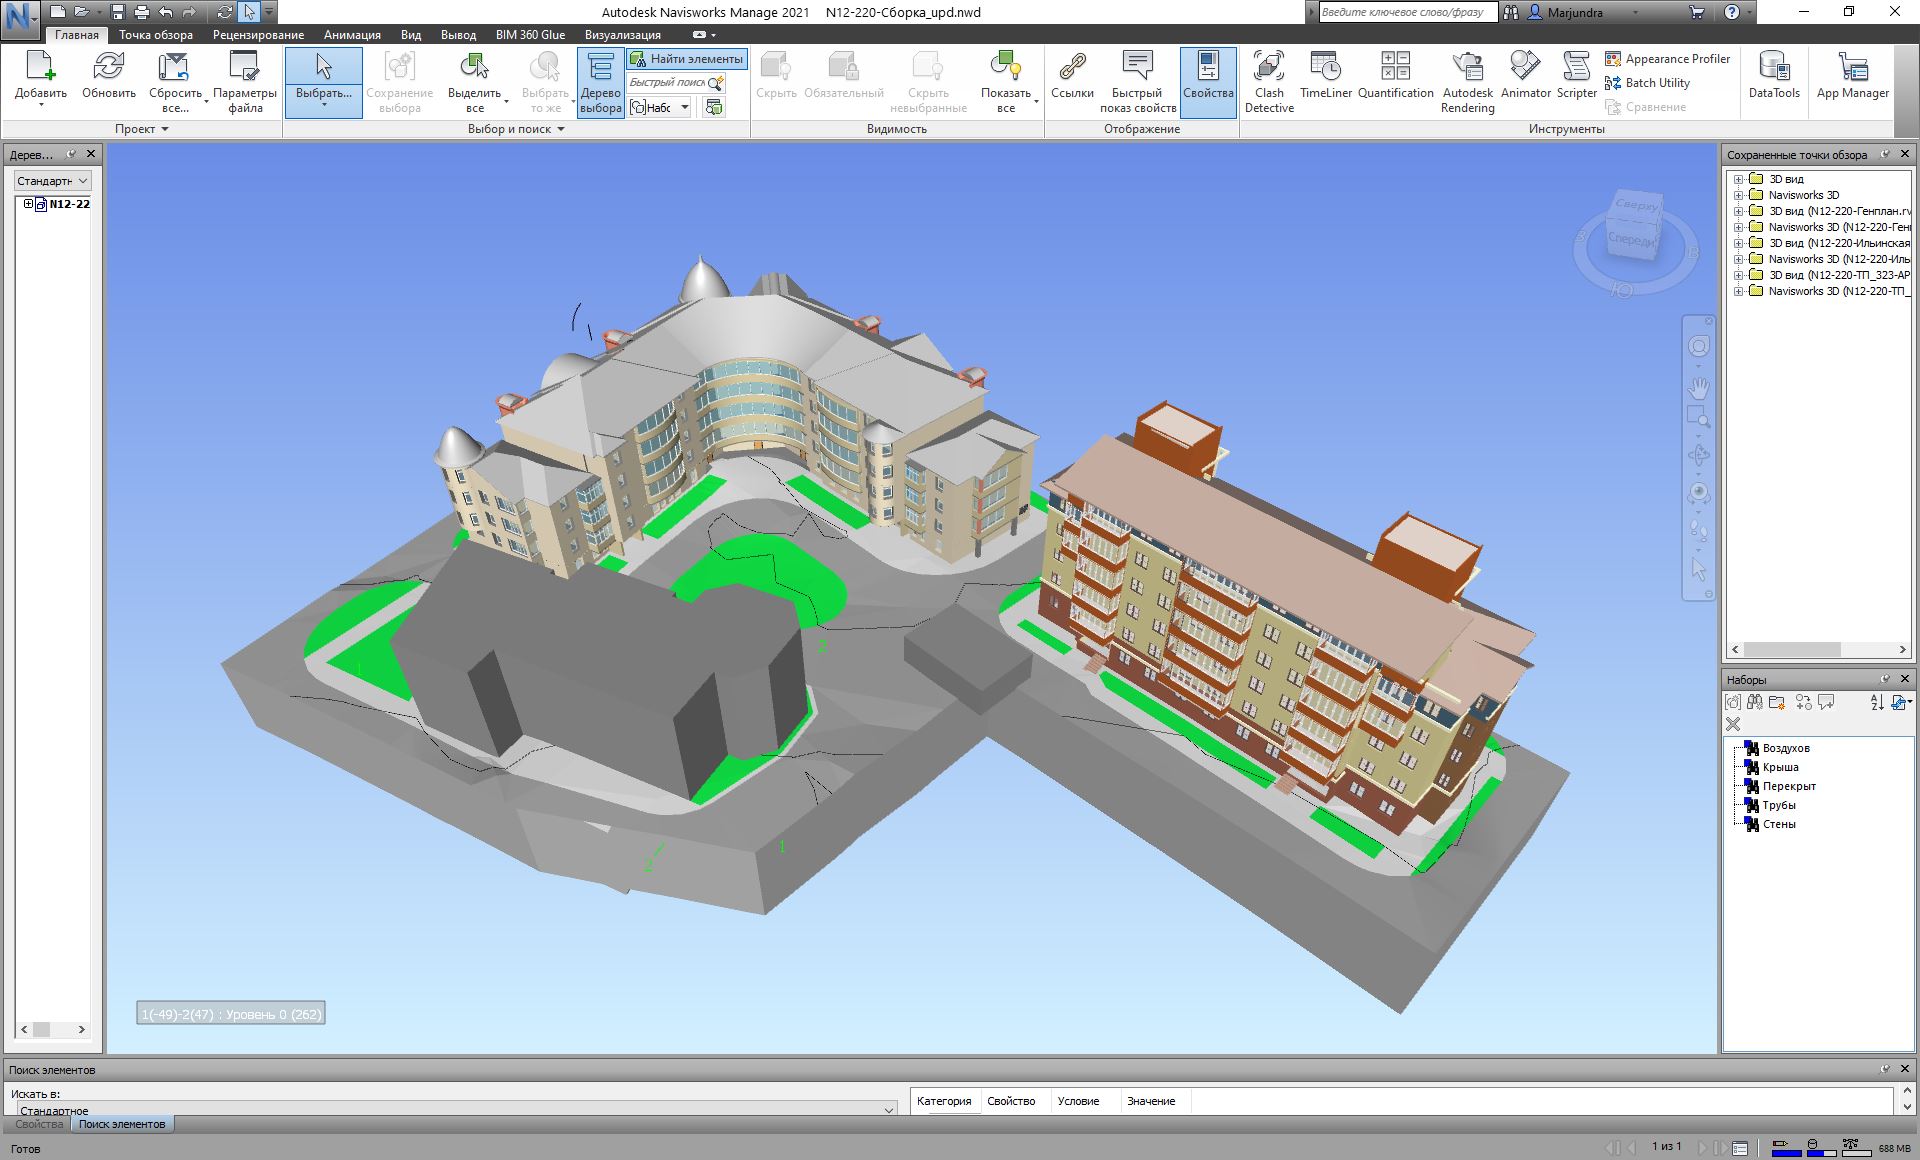 Autodesk Navisworks Manage 2021 N12-220-Сборка_upd.nwd
Введите ключевое слово/фразу
Marjundra
Главная Точка обзора Рецензирование Анимация Вид Вывод BIM 360 Glue Визуализация
Добавить
Обновить
Сбросить все...
Параметры файла
Проект
Выбрать...
Сохранение выбора
Выделить все
Выбрать то же
Дерево выбора
Найти элементы
Быстрый поиск
Набс
Выбор и поиск
Скрыть
Обязательный
Скрыть невыбранные
Показать все
Видимость
Ссылки
Быстрый показ свойств
Свойства
Отображение
Clash Detective
TimeLiner
Quantification
Autodesk Rendering
Animator
Scripter
Appearance Profiler
Batch Utility
Сравнение
Инструменты
DataTools
App Manager
Дерев...
Стандартн
N12-22
Сверху
Спереди
Ю
В
1
2
2
1
1(-49)-2(47) : Уровень 0 (262)
Сохраненные точки обзора
3D вид
Navisworks 3D
3D вид (N12-220-Генплан.rv
Navisworks 3D (N12-220-Ген
3D вид (N12-220-Ильинская
Navisworks 3D (N12-220-Иль
3D вид (N12-220-ТП_323-АР
Navisworks 3D (N12-220-ТП_
Наборы
Воздухов
Крыша
Перекрыт
Трубы
Стены
Поиск элементов
Искать в:
Стандартное
Категория Свойство Условие Значение
Свойства Поиск элементов
Готов
1 из 1
688 MB